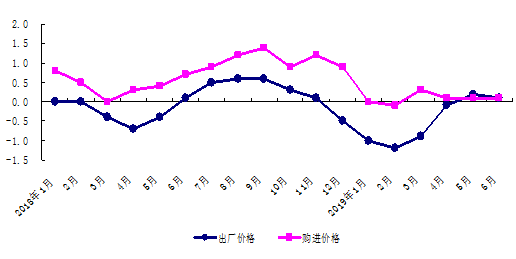 2.0
1.5
1.0
0.5
0.0
-0.5
-1.0
-1.5
2018年1月
2月
3月
4月
5月
6月
7月
8月
9月
10月
11月
12月
2019年1月
2月
3月
4月
5月
6月
出厂价格 购进价格